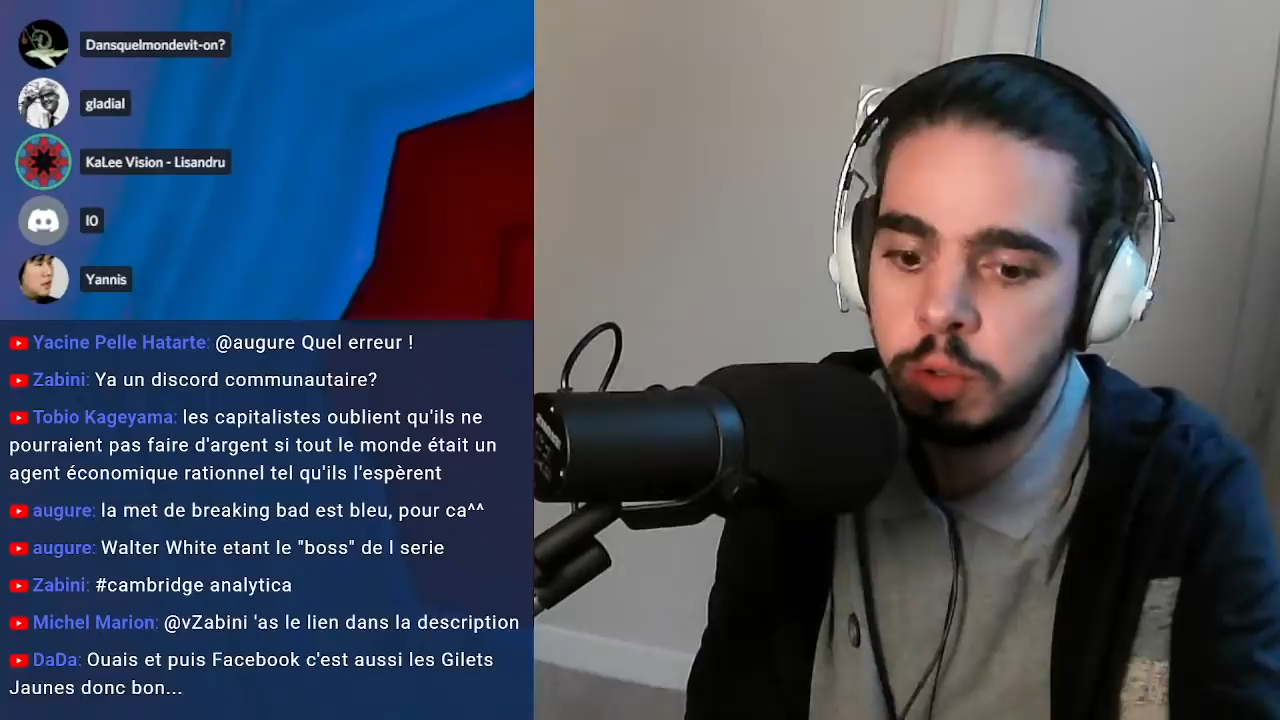 Dansquelmondevit-on?
gladial
KaLee Vision - Lisandru
IO
Yannis
Yacine Pelle Hatarte: @augure Quel erreur !
Zabini: Ya un discord communautaire?
Tobio Kageyama: les capitalistes oublient qu'ils ne
pourraient pas faire d'argent si tout le monde était un
agent économique rationnel tel qu'ils l'espèrent
augure: la met de breaking bad est bleu, pour ca^^
augure: Walter White etant le "boss" de l serie
Zabini: #cambridge analytica
Michel Marion: @vZabini 'as le lien dans la description
DaDa: Ouais et puis Facebook c'est aussi les Gilets
Jaunes donc bon...